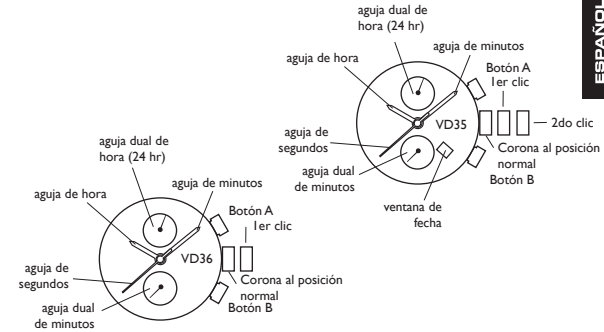 ESPAÑOL
aguja dual de
hora (24 hr)
aguja de minutos
aguja de hora
Botón A
1er clic
VD35
2do clic
aguja de
segundos
Corona al posición
normal
aguja dual
de minutos
Botón B
ventana de
fecha
aguja dual de
hora (24 hr)
aguja de hora
aguja de minutos
Botón A
1er clic
VD36
aguja de
segundos
Corona al posición
normal
Botón B
aguja dual
de minutos